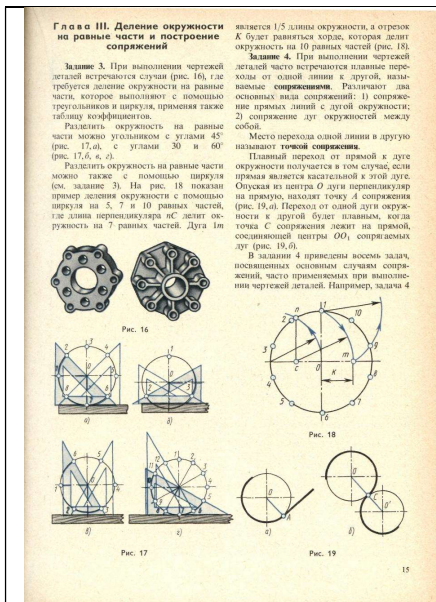 Глава III. Деление окружности
на равные части и построение
сопряжений
Задание 3. При выполнении чертежей
деталей встречаются случаи (рис. 16), где
требуется деление окружности на равные
части, которое выполняют с помощью
треугольников и циркуля, применяя также
таблицу коэффициентов.
Разделить окружность на равные
части можно угольником с углами 45°
(рис. 17, а), с углами 30 и 60°
(рис. 17, б, в, г).
Разделить окружность на равные части
можно также с помощью циркуля
(см. задание 3). На рис. 18 показан
пример деления окружности с помощью
циркуля на 5, 7 и 10 равных частей,
где длина перпендикуляра nC делит ок-
ружность на 7 равных частей. Дуга 1m
является 1/5 длины окружности, а отрезок
K будет равняться хорде, которая делит
окружность на 10 равных частей (рис. 18).
Задание 4. При выполнении чертежей
деталей часто встречаются плавные пере-
ходы от одной линии к другой, назы-
ваемые сопряжениями. Различают два
основных вида сопряжений: 1) сопряже-
ние прямых линий с дугой окружности;
2) сопряжение дуг окружностей между
собой.
Место перехода одной линии в другую
называют точкой сопряжения.
Плавный переход от прямой к дуге
окружности получается в том случае, если
прямая является касательной к этой дуге.
Опуская из центра O дуги перпендикуляр
на прямую, находят точку A сопряжения
(рис. 19, а). Переход от одной дуги окруж-
ности к другой будет плавным, когда
точка C сопряжения лежит на прямой,
соединяющей центры OO₁ сопрягаемых
дуг (рис. 19, б).
В задании 4 приведены восемь задач,
посвященных основным случаям сопря-
жений, часто применяемых при выполне-
нии чертежей деталей. Например, задача 4
Рис. 16
а)
б)
в)
г)
Рис. 17
n
1
2
10
3
9
c
O
m
4
8
к
5
7
6
Рис. 18
O
A
а)
O
C
O'
б)
Рис. 19
15